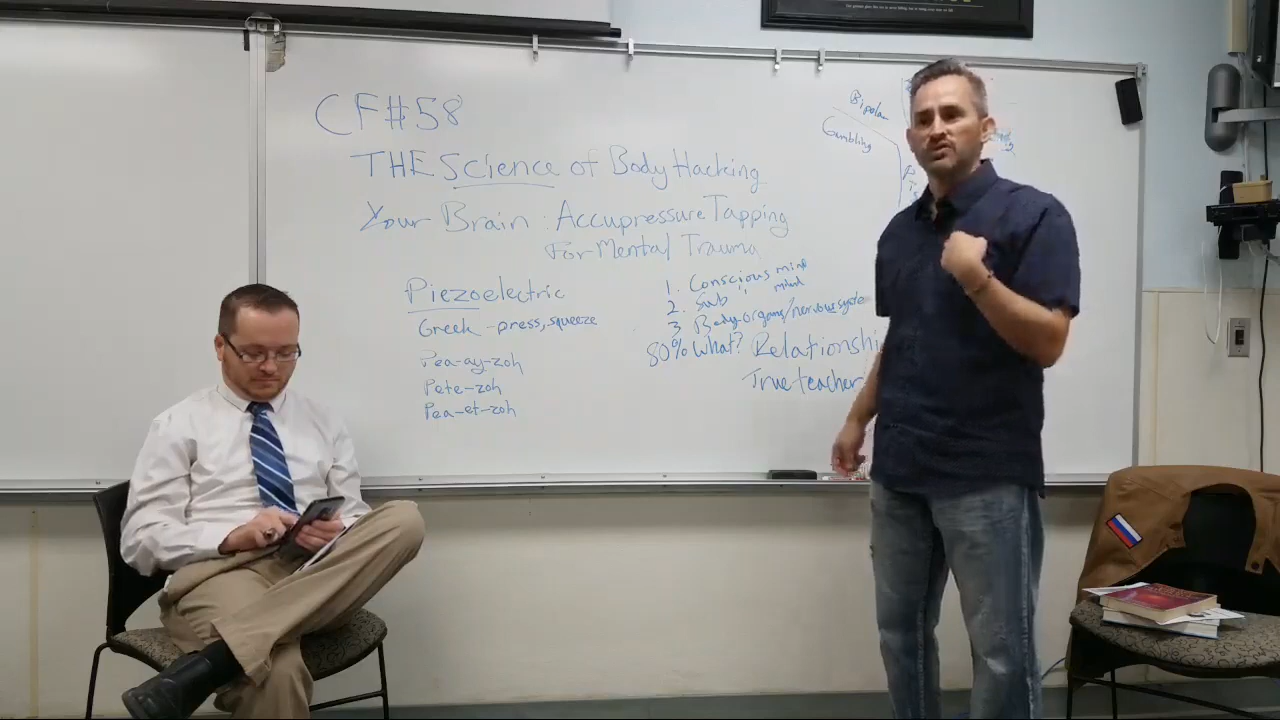 CF#58
THE Science of Body Hacking
Your Brain: Accupressure Tapping
For Mental Trauma
Piezoelectric
Greek - press, squeeze
Pea-ay-zoh
Pete-zoh
Pea-et-zoh
1. Conscious mind
2. Sub " mind
3 Body-organs/nervous syste
80% What? Relationshi
True teacher
Bipolar
Gambling